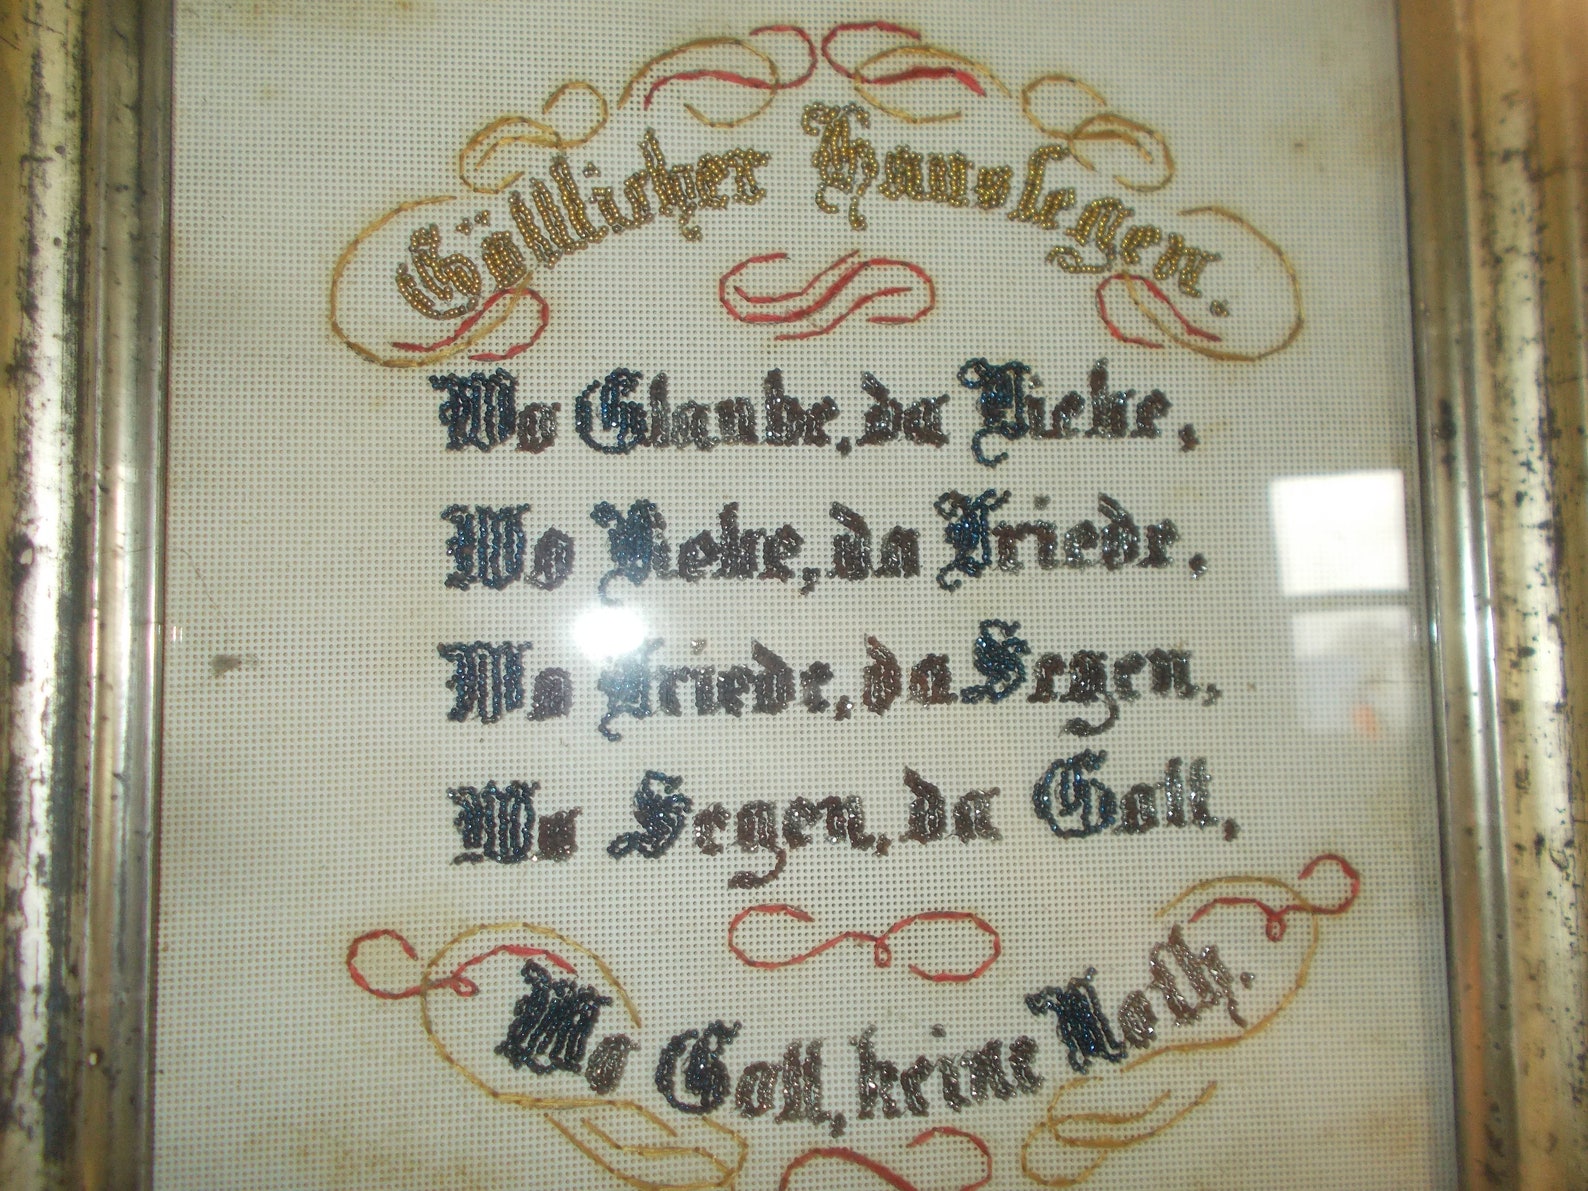 Göttlicher Haussegen.
Wo Glaube, da Liebe,
Wo Liebe, da Friede,
Wo Friede, da Segen,
Wo Segen, da Gott,
Wo Gott, keine Noth.